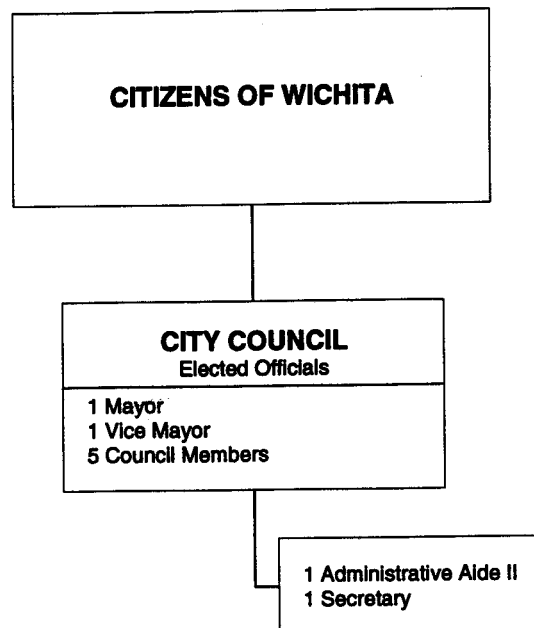 CITIZENS OF WICHITA
CITY COUNCIL
Elected Officials
1 Mayor
1 Vice Mayor
5 Council Members
1 Administrative Aide II
1 Secretary